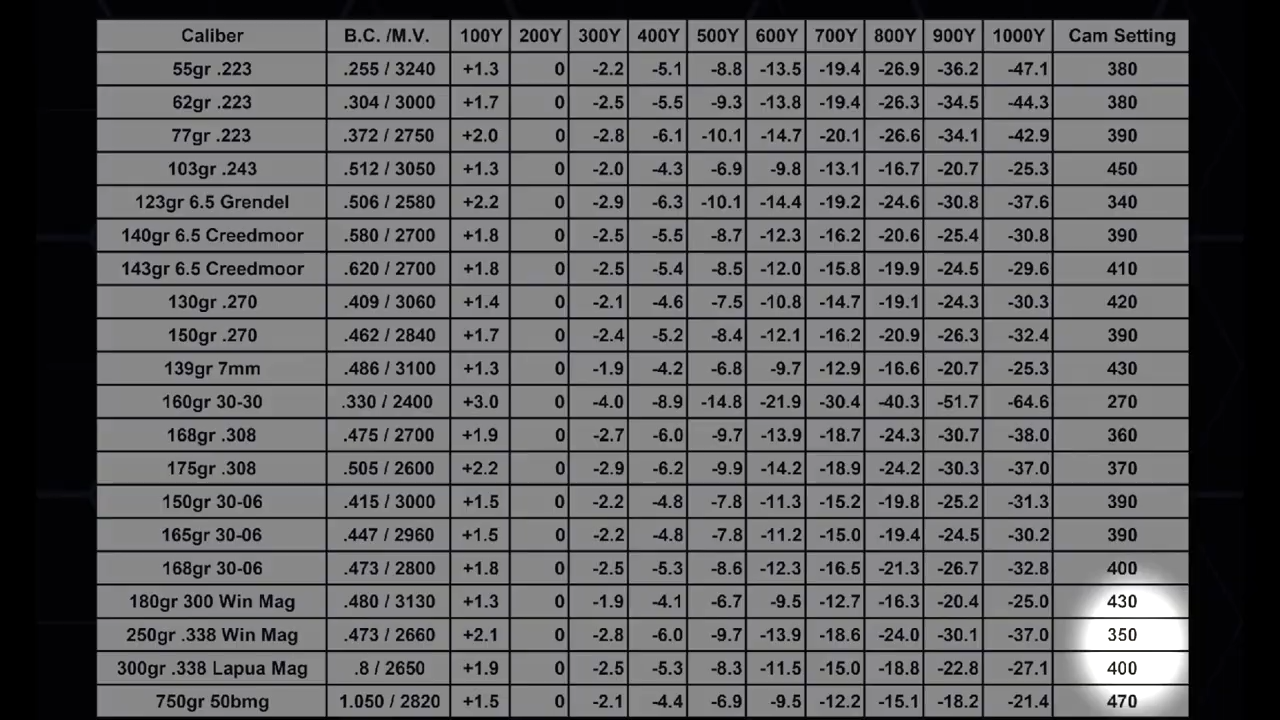 Caliber B.C. /M.V. 100Y 200Y 300Y 400Y 500Y 600Y 700Y 800Y 900Y 1000Y Cam Setting
55gr .223 .255 / 3240 +1.3 0 -2.2 -5.1 -8.8 -13.5 -19.4 -26.9 -36.2 -47.1 380
62gr .223 .304 / 3000 +1.7 0 -2.5 -5.5 -9.3 -13.8 -19.4 -26.3 -34.5 -44.3 380
77gr .223 .372 / 2750 +2.0 0 -2.8 -6.1 -10.1 -14.7 -20.1 -26.6 -34.1 -42.9 390
103gr .243 .512 / 3050 +1.3 0 -2.0 -4.3 -6.9 -9.8 -13.1 -16.7 -20.7 -25.3 450
123gr 6.5 Grendel .506 / 2580 +2.2 0 -2.9 -6.3 -10.1 -14.4 -19.2 -24.6 -30.8 -37.6 340
140gr 6.5 Creedmoor .580 / 2700 +1.8 0 -2.5 -5.5 -8.7 -12.3 -16.2 -20.6 -25.4 -30.8 390
143gr 6.5 Creedmoor .620 / 2700 +1.8 0 -2.5 -5.4 -8.5 -12.0 -15.8 -19.9 -24.5 -29.6 410
130gr .270 .409 / 3060 +1.4 0 -2.1 -4.6 -7.5 -10.8 -14.7 -19.1 -24.3 -30.3 420
150gr .270 .462 / 2840 +1.7 0 -2.4 -5.2 -8.4 -12.1 -16.2 -20.9 -26.3 -32.4 390
139gr 7mm .486 / 3100 +1.3 0 -1.9 -4.2 -6.8 -9.7 -12.9 -16.6 -20.7 -25.3 430
160gr 30-30 .330 / 2400 +3.0 0 -4.0 -8.9 -14.8 -21.9 -30.4 -40.3 -51.7 -64.6 270
168gr .308 .475 / 2700 +1.9 0 -2.7 -6.0 -9.7 -13.9 -18.7 -24.3 -30.7 -38.0 360
175gr .308 .505 / 2600 +2.2 0 -2.9 -6.2 -9.9 -14.2 -18.9 -24.2 -30.3 -37.0 370
150gr 30-06 .415 / 3000 +1.5 0 -2.2 -4.8 -7.8 -11.3 -15.2 -19.8 -25.2 -31.3 390
165gr 30-06 .447 / 2960 +1.5 0 -2.2 -4.8 -7.8 -11.2 -15.0 -19.4 -24.5 -30.2 390
168gr 30-06 .473 / 2800 +1.8 0 -2.5 -5.3 -8.6 -12.3 -16.5 -21.3 -26.7 -32.8 400
180gr 300 Win Mag .480 / 3130 +1.3 0 -1.9 -4.1 -6.7 -9.5 -12.7 -16.3 -20.4 -25.0 430
250gr .338 Win Mag .473 / 2660 +2.1 0 -2.8 -6.0 -9.7 -13.9 -18.6 -24.0 -30.1 -37.0 350
300gr .338 Lapua Mag .8 / 2650 +1.9 0 -2.5 -5.3 -8.3 -11.5 -15.0 -18.8 -22.8 -27.1 400
750gr 50bmg 1.050 / 2820 +1.5 0 -2.1 -4.4 -6.9 -9.5 -12.2 -15.1 -18.2 -21.4 470